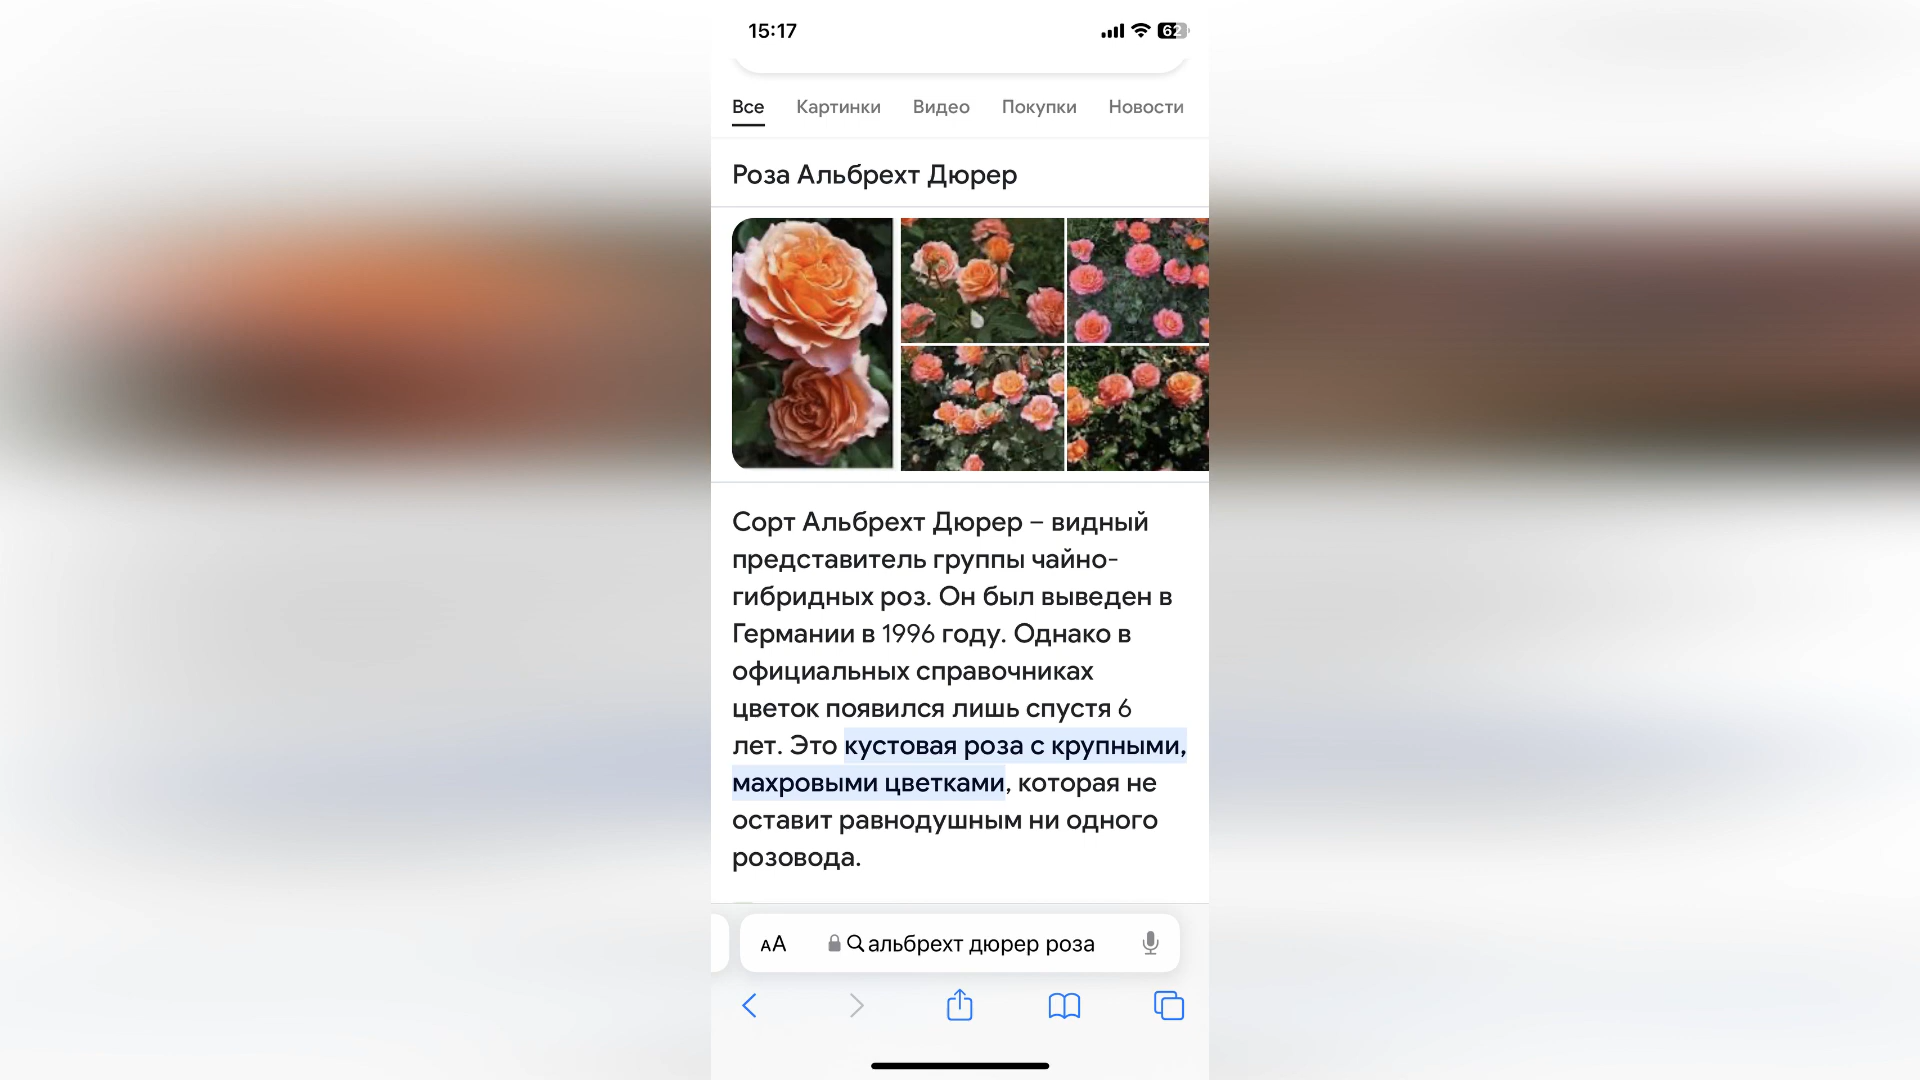 15:17
62
Все Картинки Видео Покупки Новости
Роза Альбрехт Дюрер
Сорт Альбрехт Дюрер – видный
представитель группы чайно-
гибридных роз. Он был выведен в
Германии в 1996 году. Однако в
официальных справочниках
цветок появился лишь спустя 6
лет. Это кустовая роза с крупными,
махровыми цветками, которая не
оставит равнодушным ни одного
розовода.
AA альбрехт дюрер роза